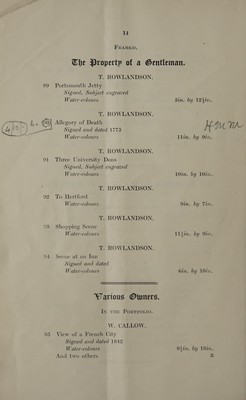 14
FRAMED.
The Property of a Gentleman.
T. ROWLANDSON.
89 Portsmouth Jetty
Signed, Subject engraved
Water-colours 8in. by 12½in.
T. ROWLANDSON.
90 Allegory of Death
Signed and dated 1773
Water-colours 11in. by 9in.
T. ROWLANDSON.
91 Three University Dons
Signed, Subject engraved
Water-colours 10in. by 10in.
T. ROWLANDSON.
92 To Hertford
Water-colours 9in. by 7in.
T. ROWLANDSON.
93 Shopping Scene
Water-colours 11½in. by 9in.
T. ROWLANDSON.
94 Scene at an Inn
Signed and dated
Water-colours 6in. by 10in.
Various Owners.
IN THE PORTFOLIO.
W. CALLOW.
95 View of a French City
Signed and dated 1842
Water-colours by 13in.
And two others 3